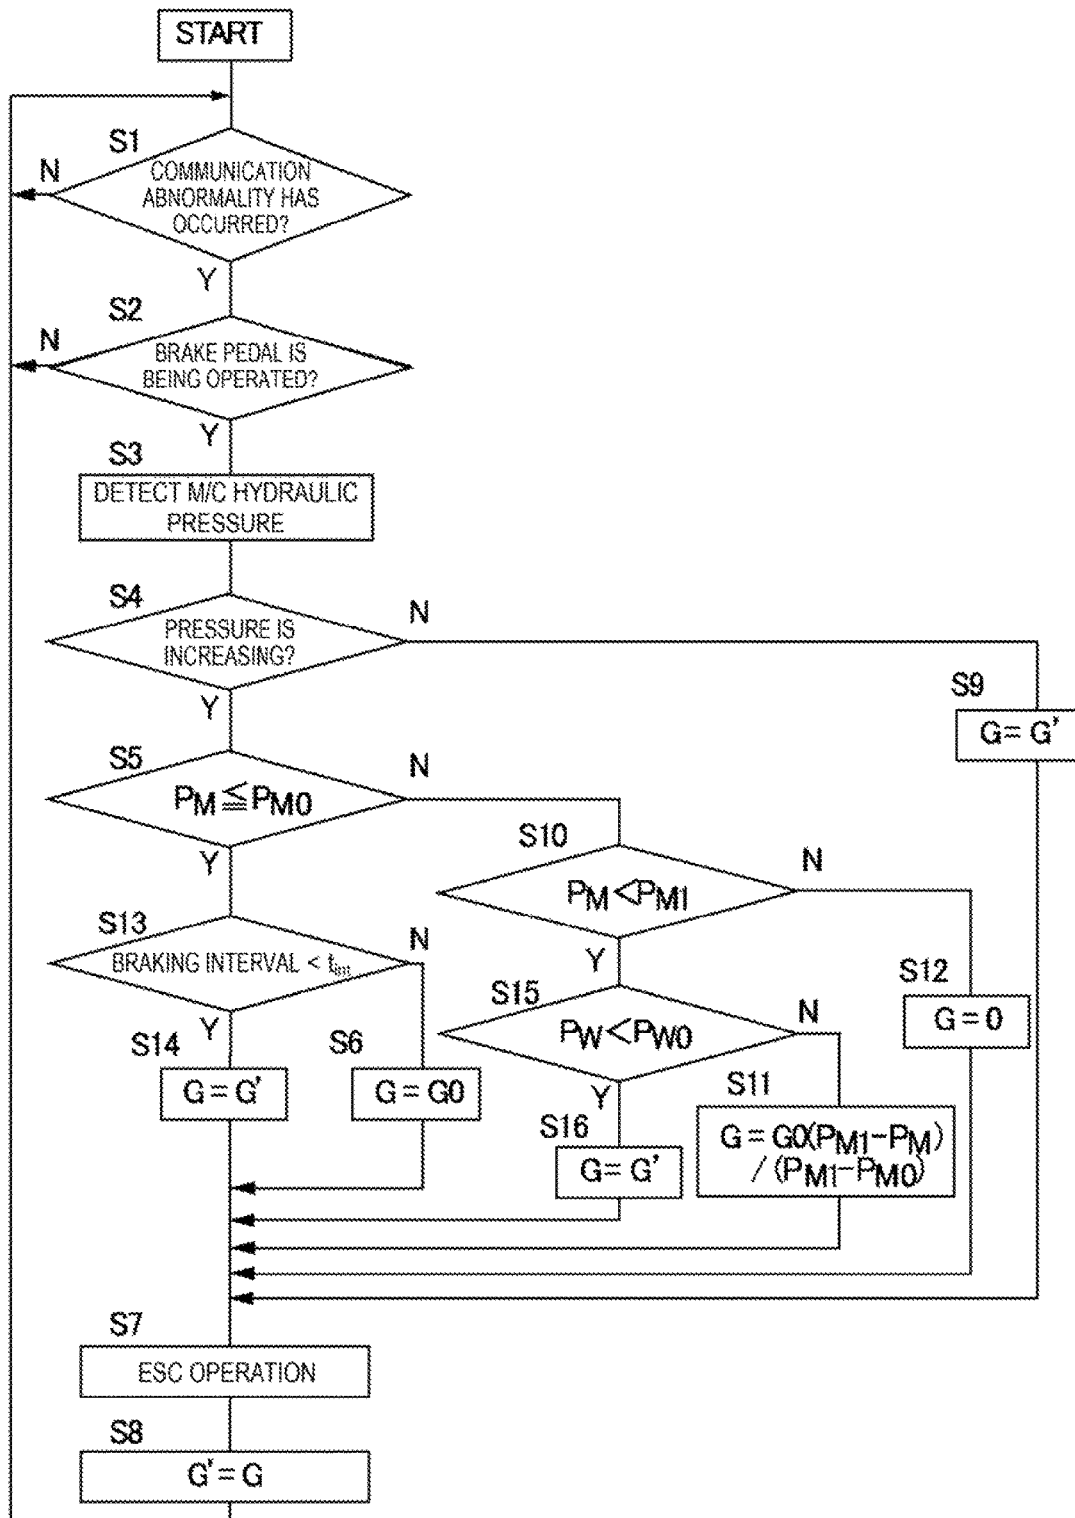 START
S1
N
COMMUNICATION
ABNORMALITY HAS
OCCURRED?
Y
S2
N
BRAKE PEDAL IS
BEING OPERATED?
Y
S3
DETECT M/C HYDRAULIC
PRESSURE
S4
N
PRESSURE IS
INCREASING?
Y
S9
G= G'
S5
N
PM≦PM0
Y
S10
N
PM<PM1
Y
S13
N
BRAKING INTERVAL < tint
Y
S12
G=0
S15
N
PW<PW0
Y
S14
G=G'
S6
G=G0
S11
G=G0(PM1-PM)
/(PM1-PM0)
S16
G=G'
S7
ESC OPERATION
S8
G'=G